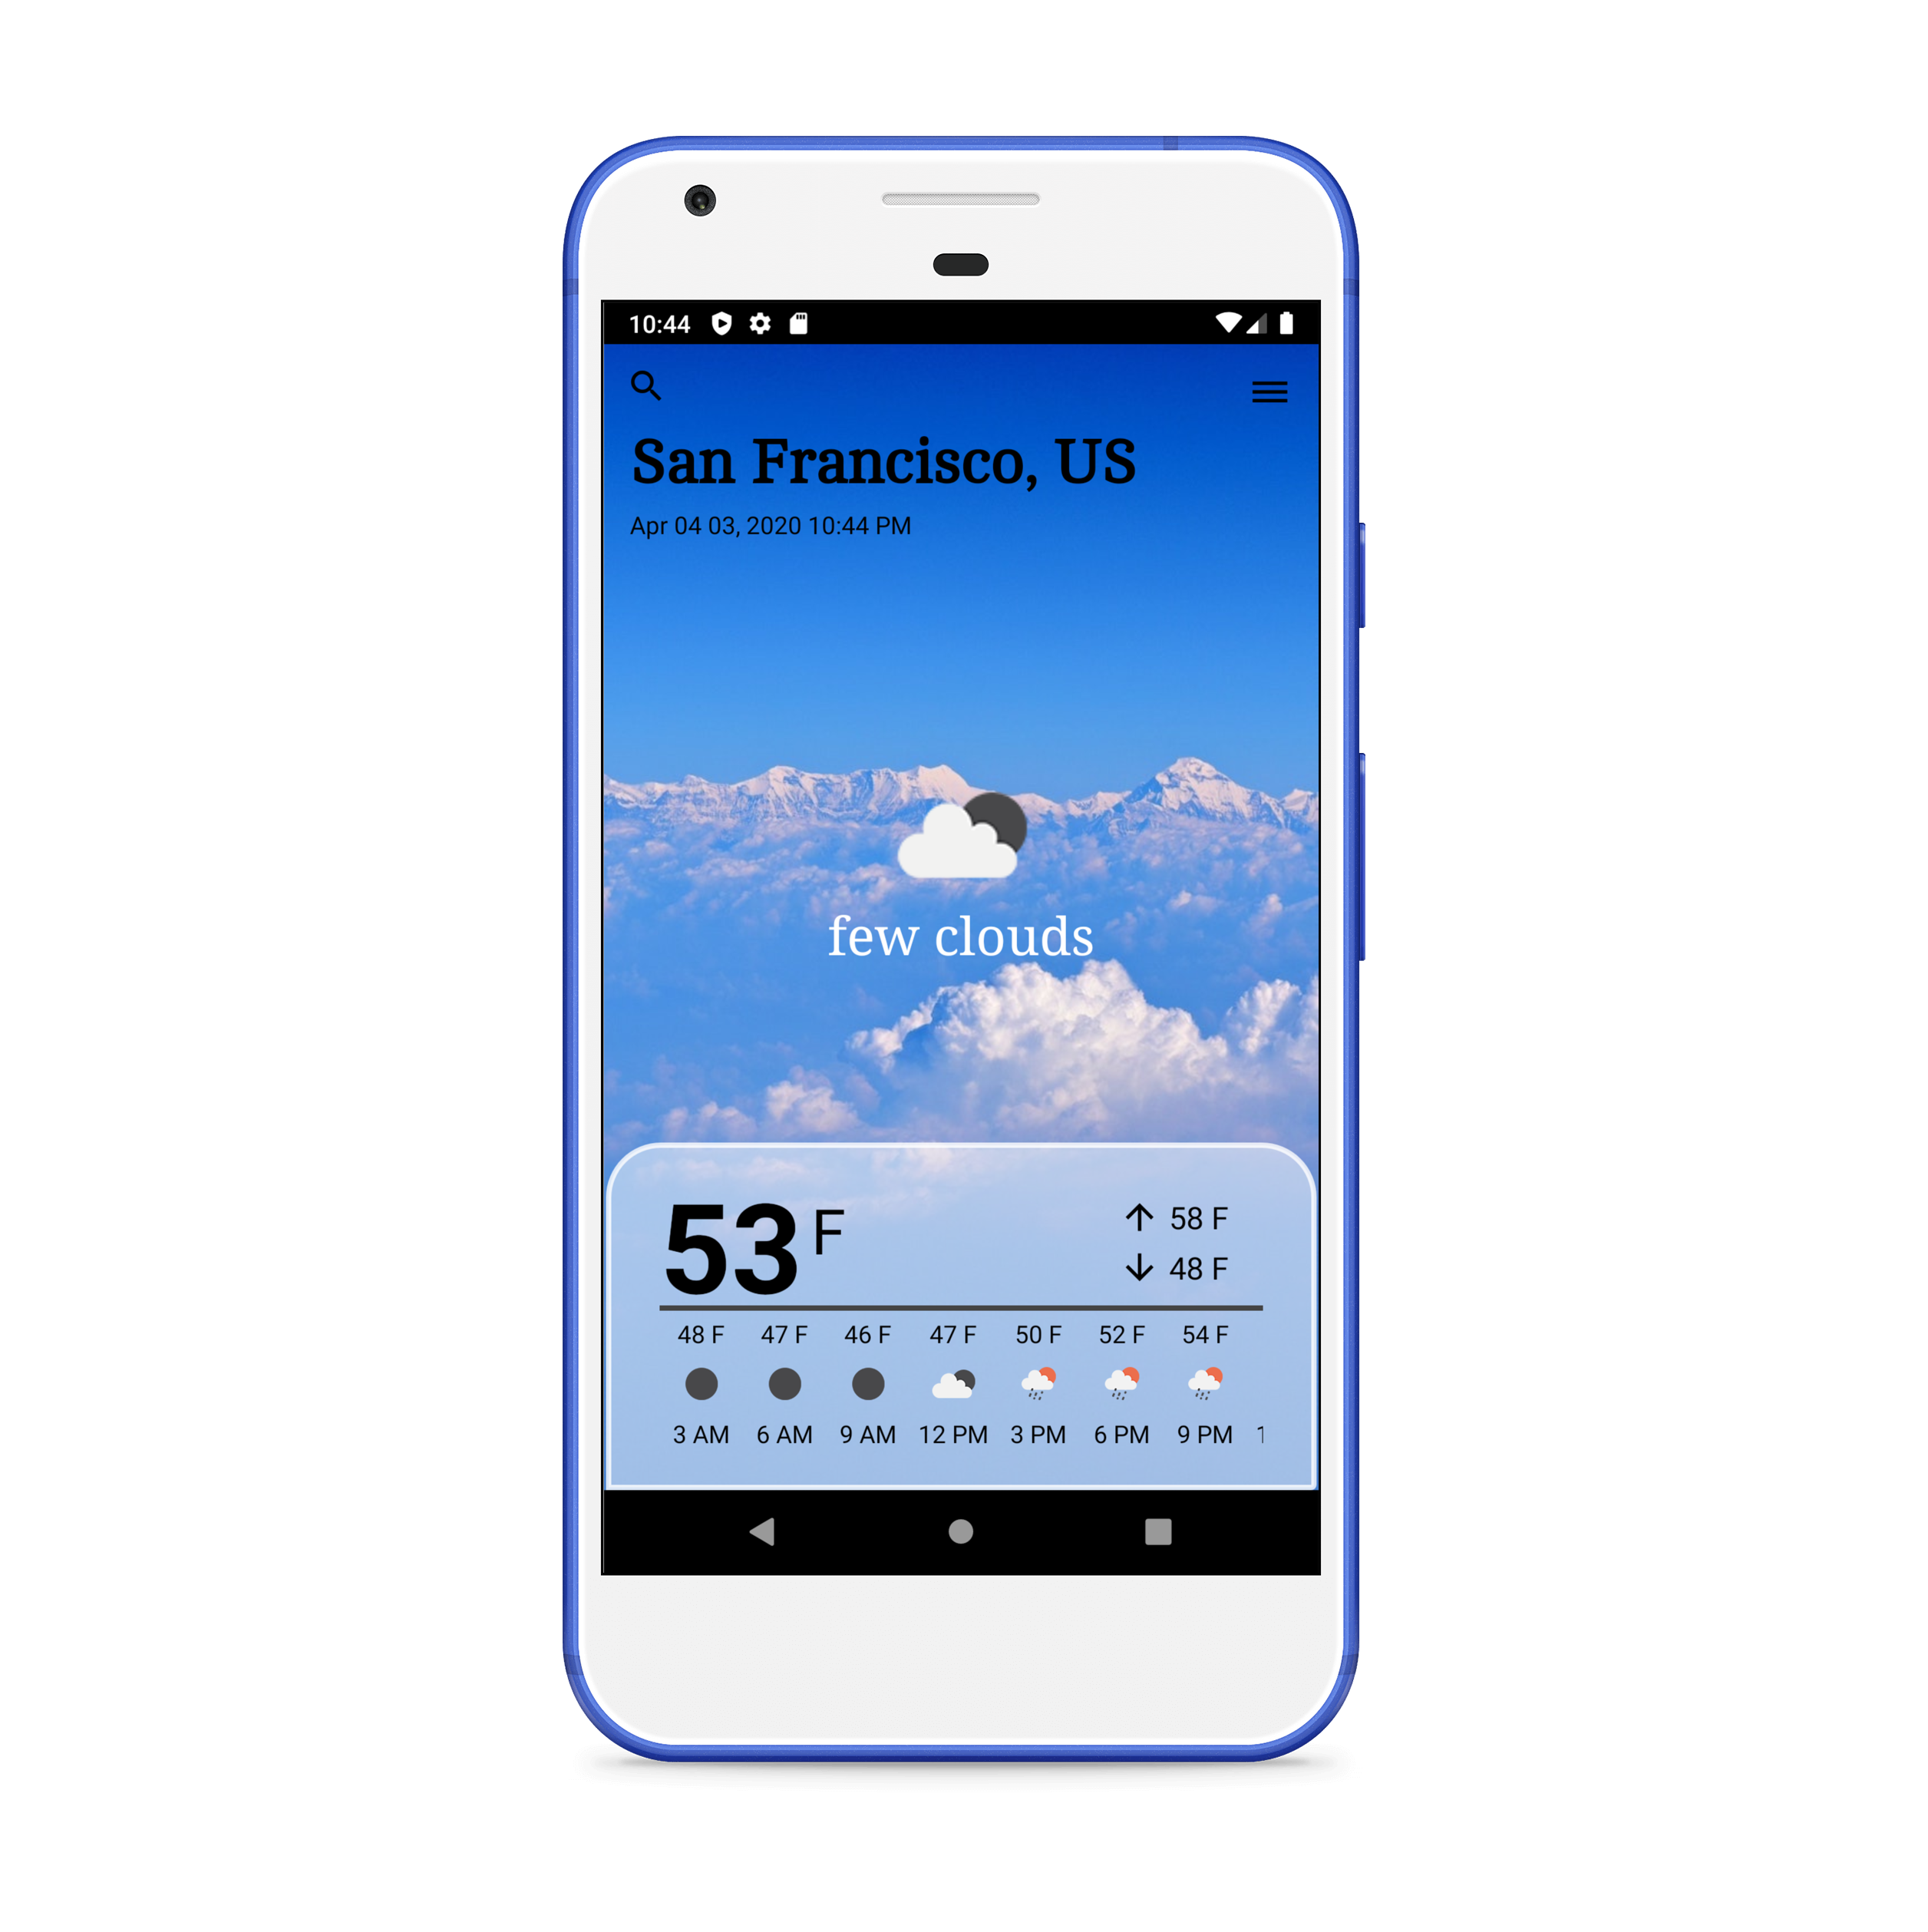 10:44
San Francisco, US
Apr 04 03, 2020 10:44 PM
few clouds
53 F
58 F
48 F
48 F 47 F 46 F 47 F 50 F 52 F 54 F
3 AM 6 AM 9 AM 12 PM 3 PM 6 PM 9 PM 1